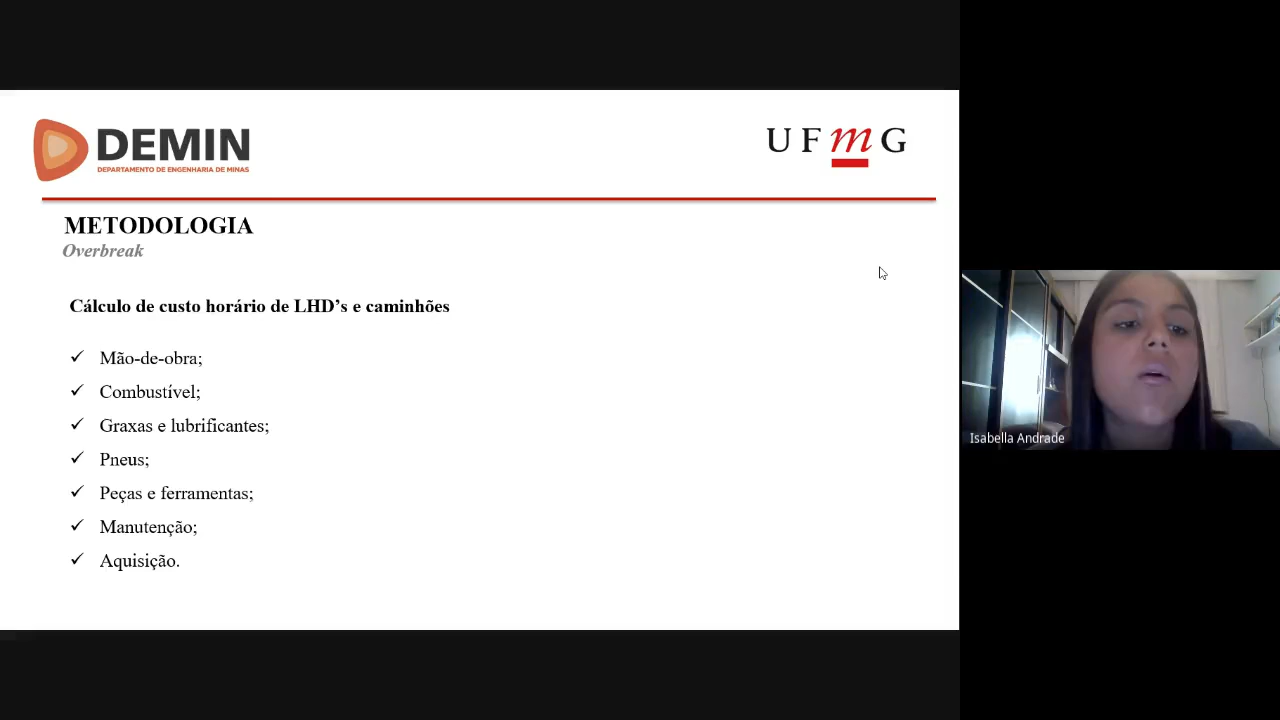 DEMIN
DEPARTAMENTO DE ENGENHARIA DE MINAS
UFmG
METODOLOGIA
Overbreak
Cálculo de custo horário de LHD’s e caminhões
✓ Mão-de-obra;
✓ Combustível;
✓ Graxas e lubrificantes;
✓ Pneus;
✓ Peças e ferramentas;
✓ Manutenção;
✓ Aquisição.
Isabella Andrade